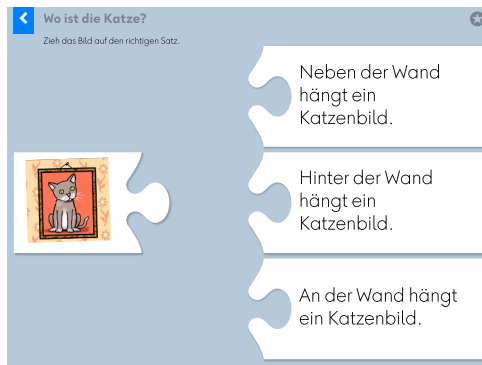 Wo ist die Katze?
Zieh das Bild auf den richtigen Satz.
Neben der Wand
hängt ein
Katzenbild.
Hinter der Wand
hängt ein
Katzenbild.
An der Wand hängt
ein Katzenbild.